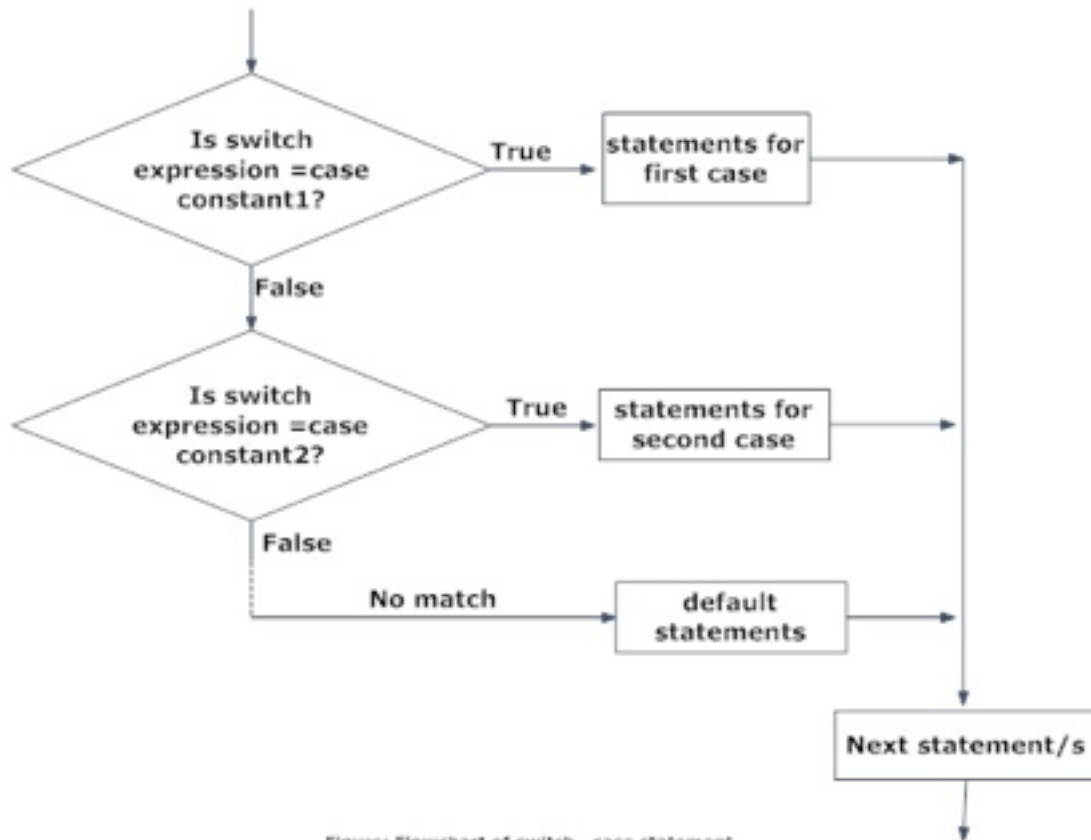 Is switch
expression =case
constant1?
True
statements for
first case
False
Is switch
expression =case
constant2?
True
statements for
second case
False
No match
default
statements
Next statement/s
Figure: Flowchart of switch...case statement